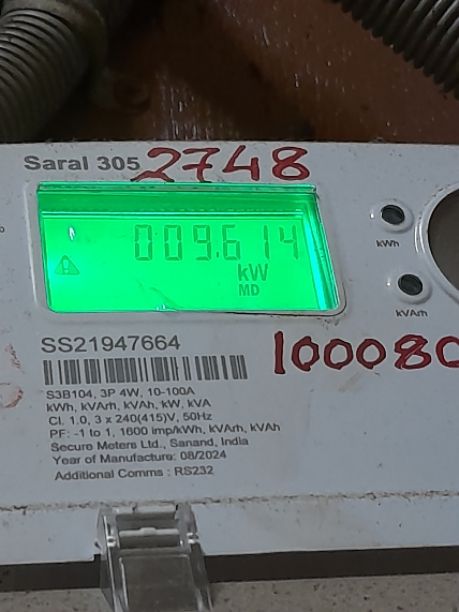 Saral 305 2748
009.614
kW
MD
kWh
kVArh
SS21947664
100080
S3B104, 3P 4W, 10-100A
kWh, kVArh, kVAh, kW, kVA
Cl. 1.0, 3 x 240(415)V, 50Hz
PF: -1 to 1, 1600 imp/kWh, kVArh, kVAh
Secure Meters Ltd., Sanand, India
Year of Manufacture: 08/2024
Additional Comms : RS232